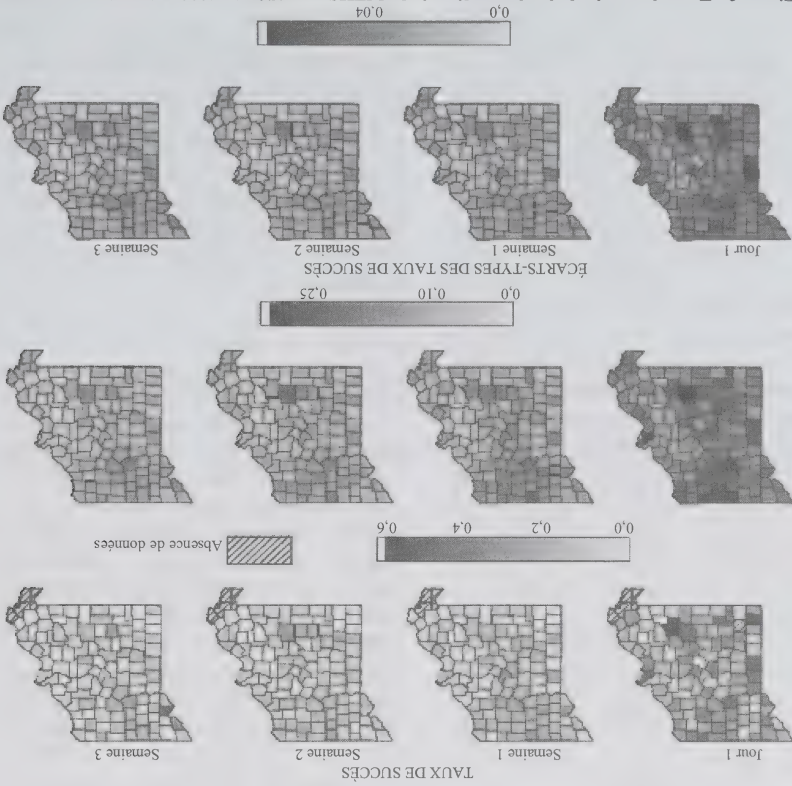 TAUX DE SUCCÈS
Jour 1 Semaine 1 Semaine 2 Semaine 3
0,0 0,2 0,4 0,6 Absence de données
0,0 0,10 0,25
ÉCARTS-TYPES DES TAUX DE SUCCÈS
Jour 1 Semaine 1 Semaine 2 Semaine 3
0,0 0.04